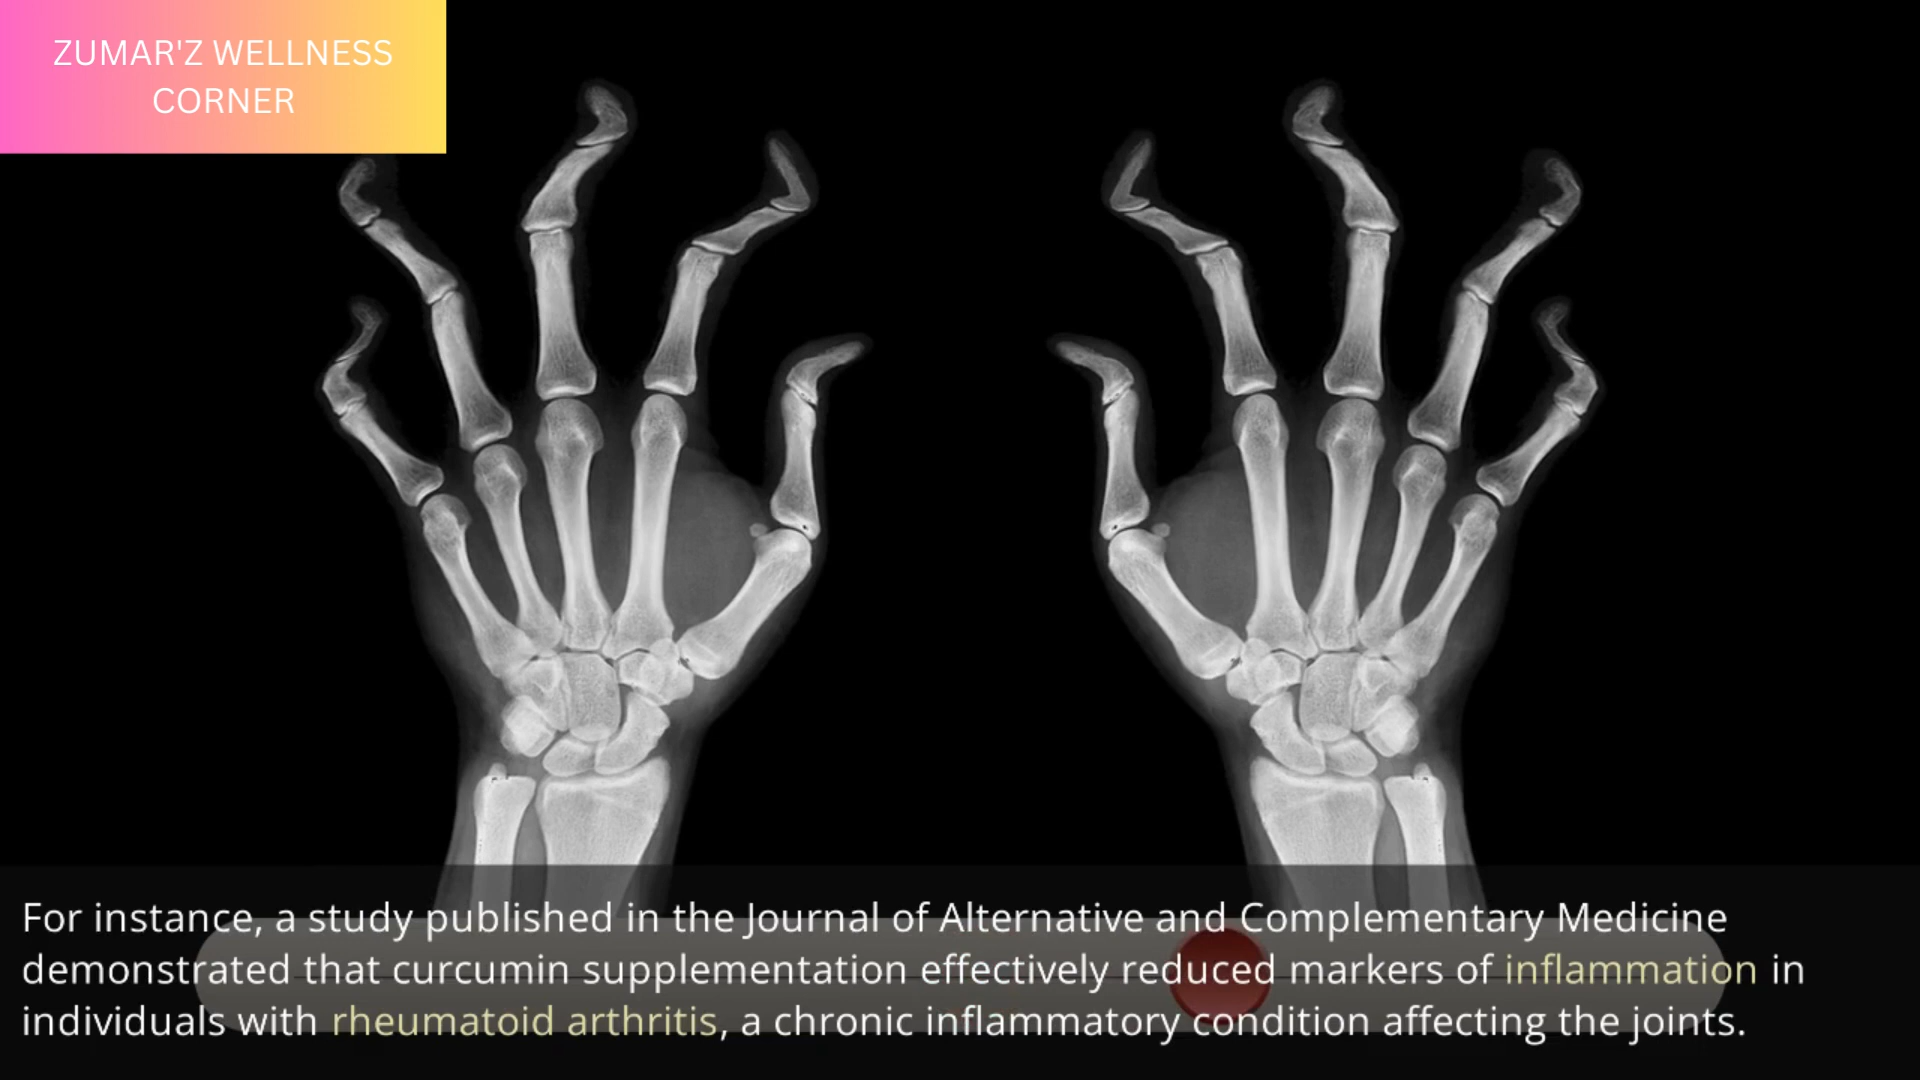 ZUMAR'Z WELLNESS
CORNER
For instance, a study published in the Journal of Alternative and Complementary Medicine
demonstrated that curcumin supplementation effectively reduced markers of inflammation in
individuals with rheumatoid arthritis, a chronic inflammatory condition affecting the joints.